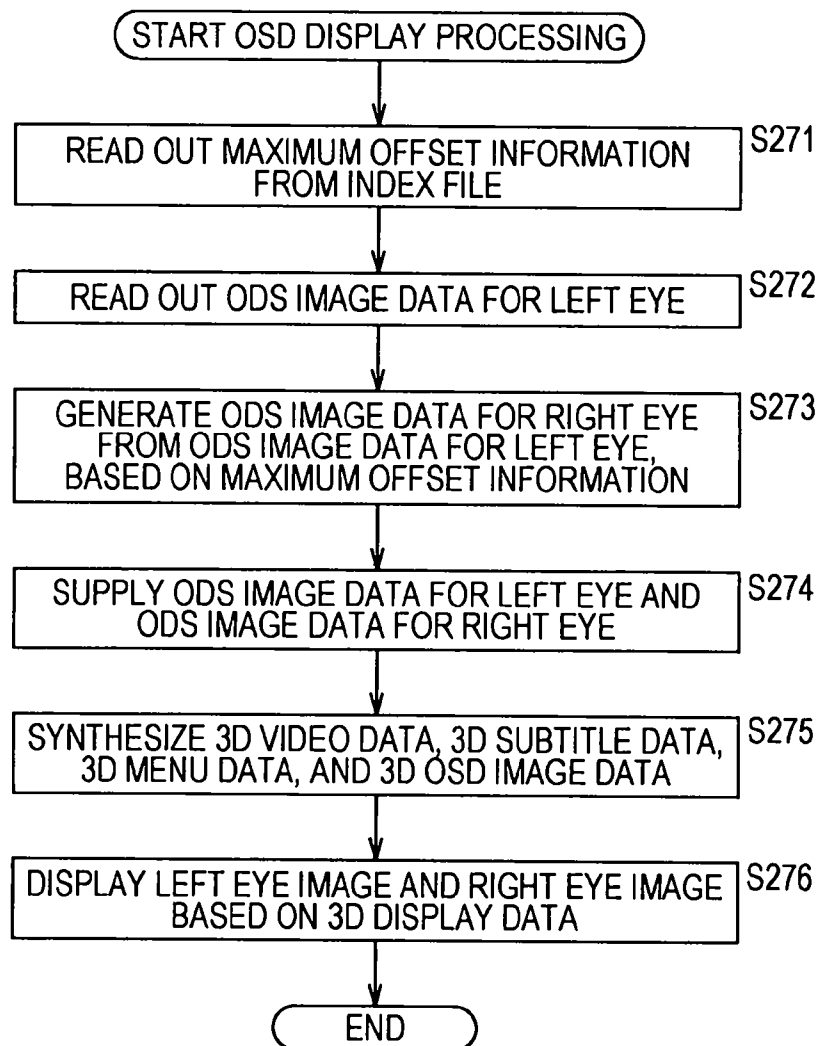 START OSD DISPLAY PROCESSING
S271
READ OUT MAXIMUM OFFSET INFORMATION
FROM INDEX FILE
S272
READ OUT ODS IMAGE DATA FOR LEFT EYE
S273
GENERATE ODS IMAGE DATA FOR RIGHT EYE
FROM ODS IMAGE DATA FOR LEFT EYE,
BASED ON MAXIMUM OFFSET INFORMATION
S274
SUPPLY ODS IMAGE DATA FOR LEFT EYE AND
ODS IMAGE DATA FOR RIGHT EYE
S275
SYNTHESIZE 3D VIDEO DATA, 3D SUBTITLE DATA,
3D MENU DATA, AND 3D OSD IMAGE DATA
S276
DISPLAY LEFT EYE IMAGE AND RIGHT EYE IMAGE
BASED ON 3D DISPLAY DATA
END